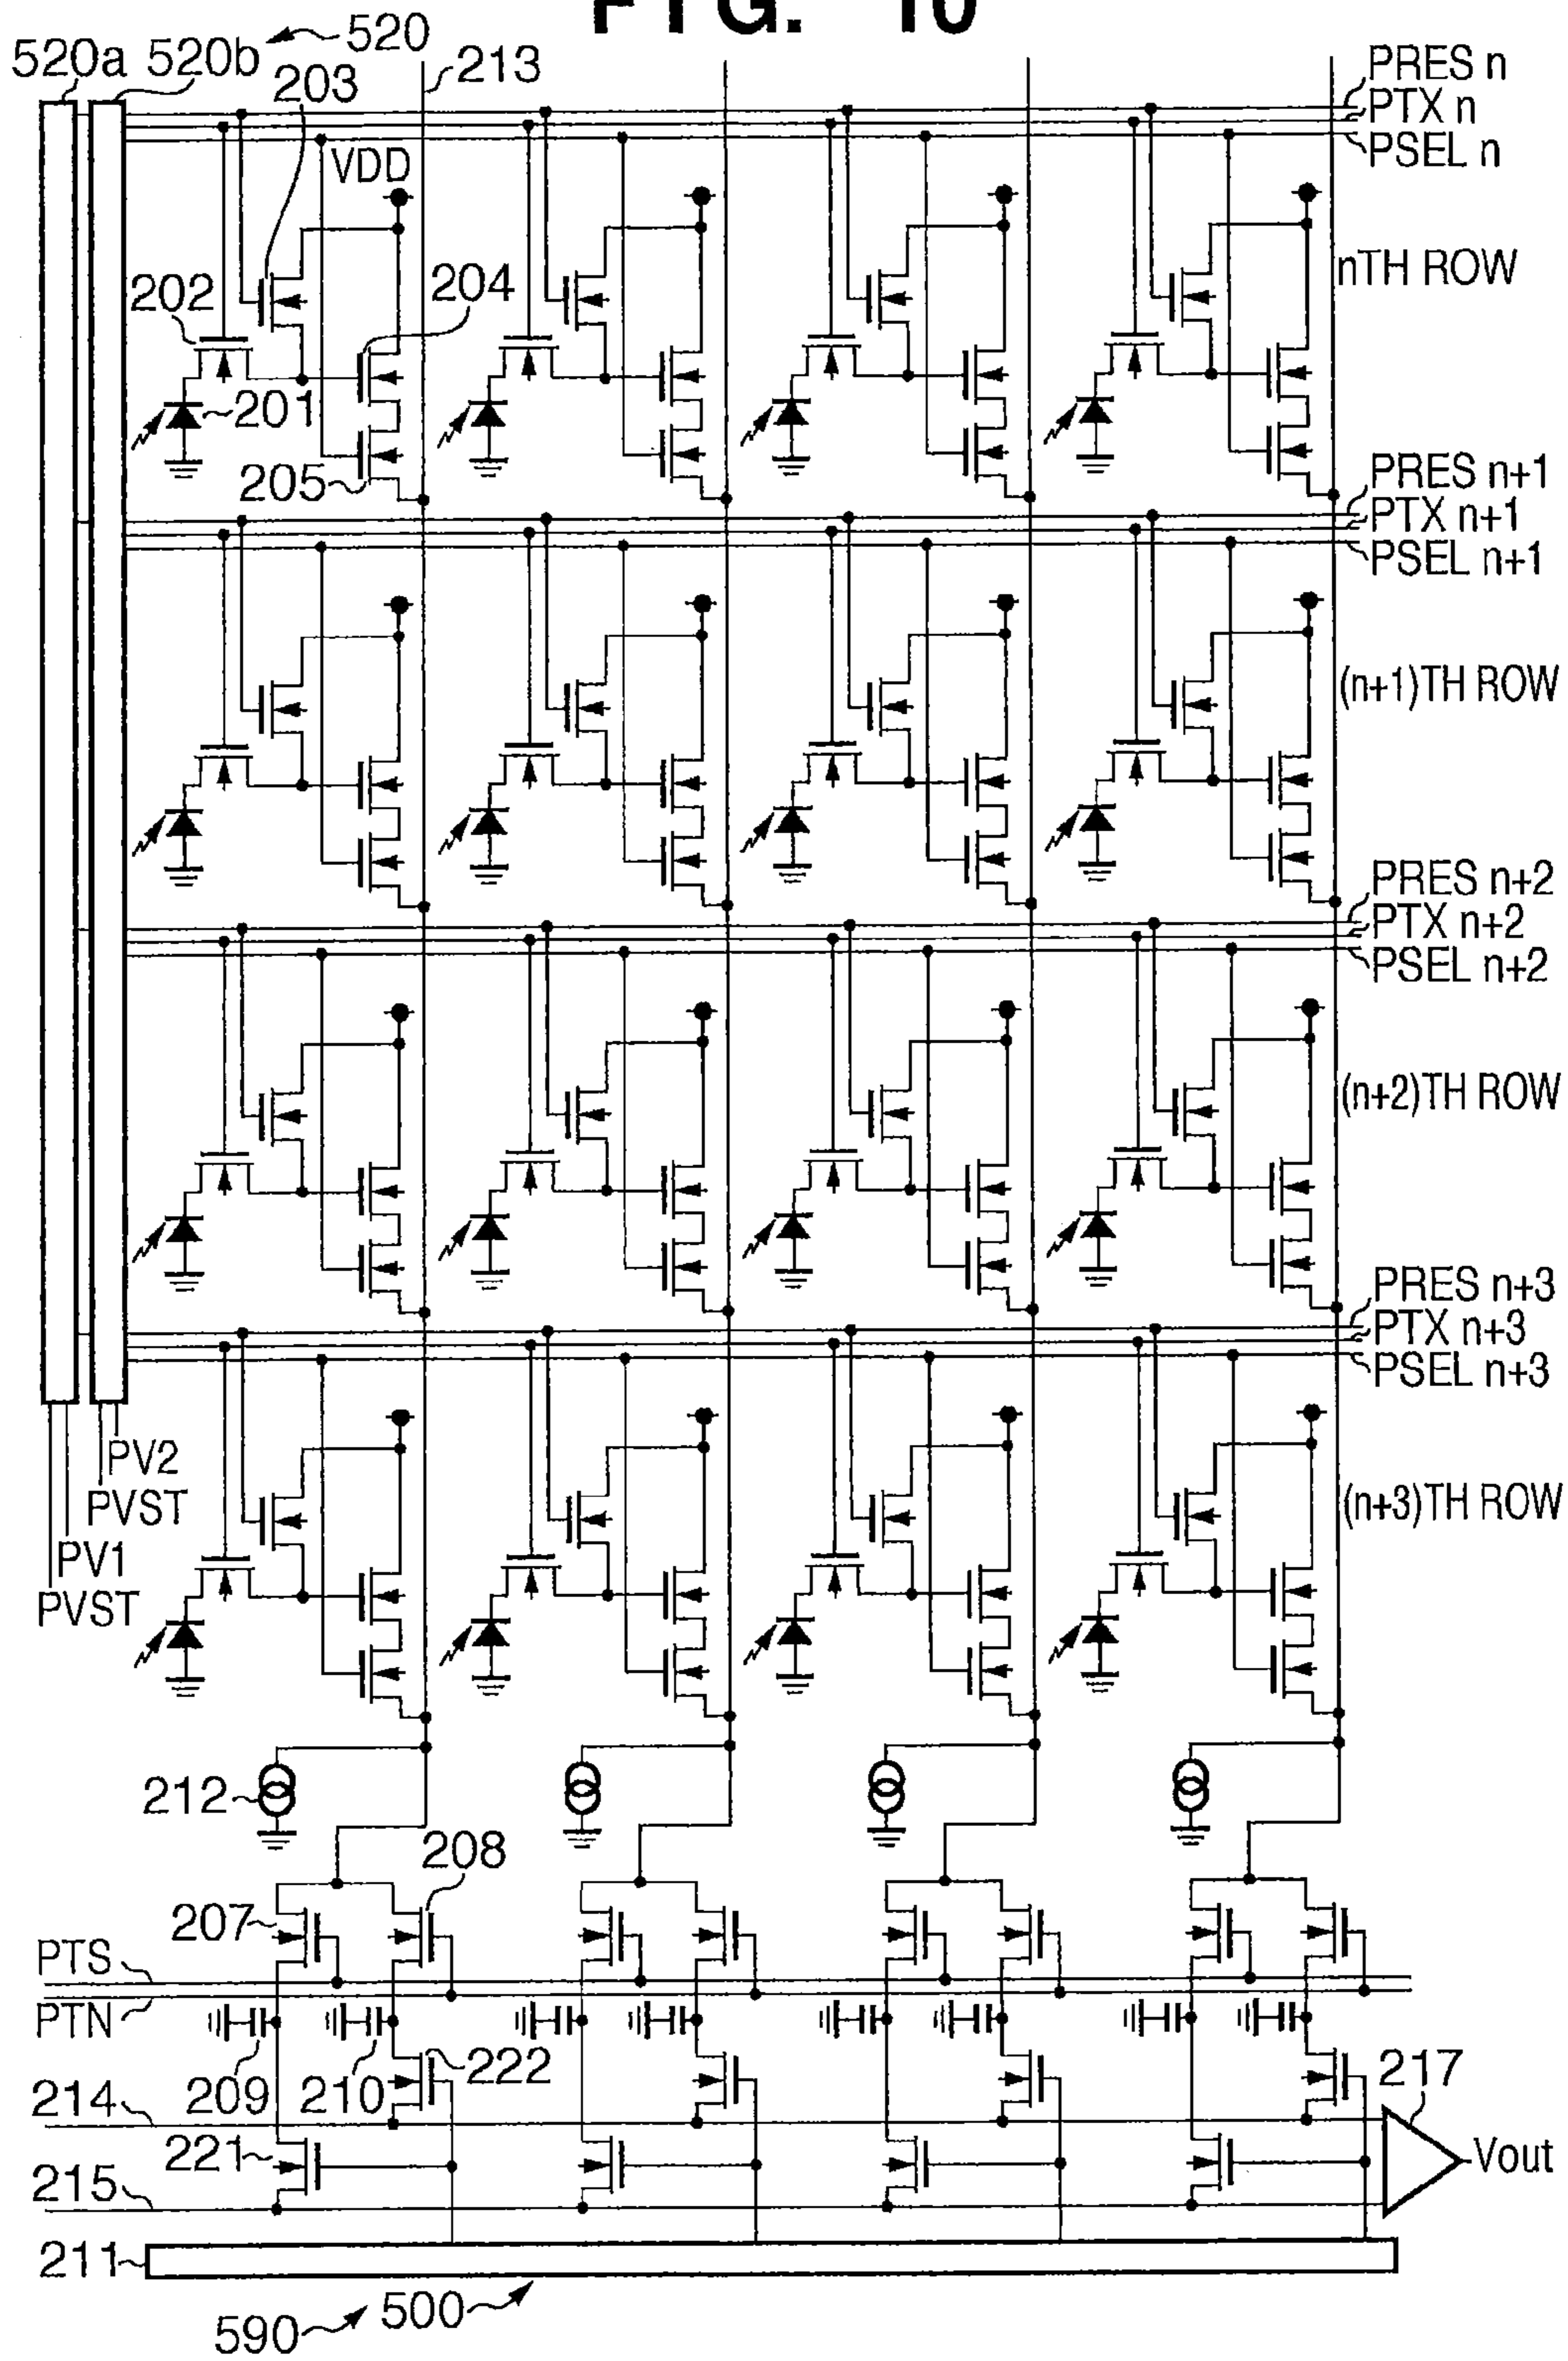 FIG. 10
520
520a 520b
203
213
PRES n
PTX n
PSEL n
VDD
nTH ROW
202
204
201
205
PRES n+1
PTX n+1
PSEL n+1
(n+1)TH ROW
PRES n+2
PTX n+2
PSEL n+2
(n+2)TH ROW
PRES n+3
PTX n+3
PSEL n+3
PV2
PVST
(n+3)TH ROW
PV1
PVST
212
208
207
PTS
PTN
209 210 222
214
217
221
Vout
215
211
590 500